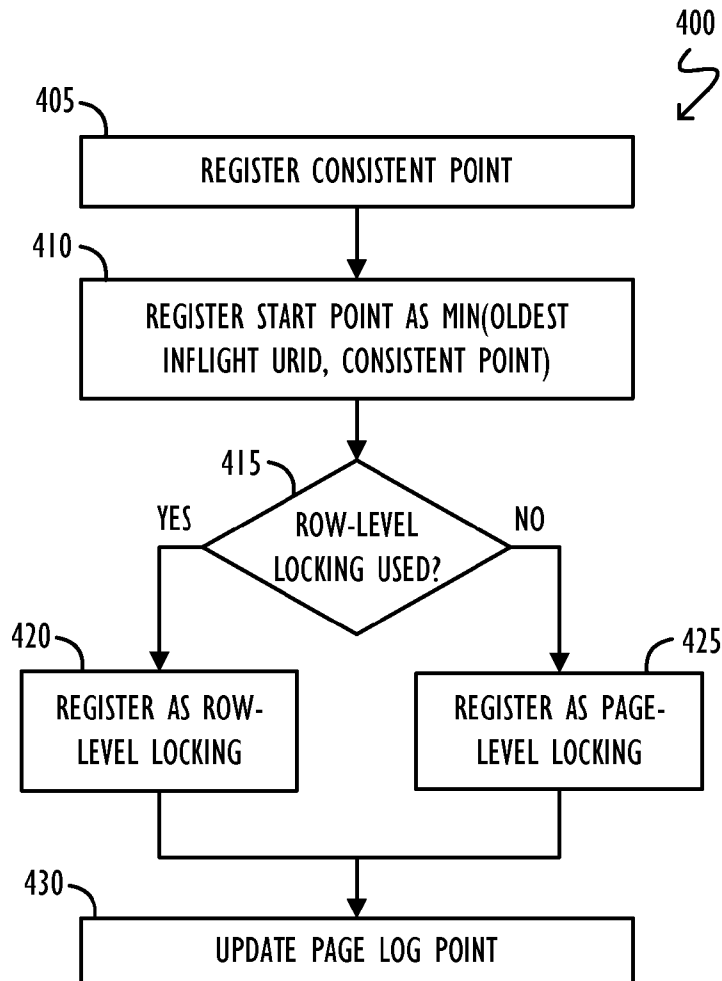 400
405
REGISTER CONSISTENT POINT
410
REGISTER START POINT AS MIN(OLDEST
INFLIGHT URID, CONSISTENT POINT)
415
YES
ROW-LEVEL
NO
LOCKING USED?
420
425
REGISTER AS ROW-
LEVEL LOCKING
REGISTER AS PAGE-
LEVEL LOCKING
430
UPDATE PAGE LOG POINT